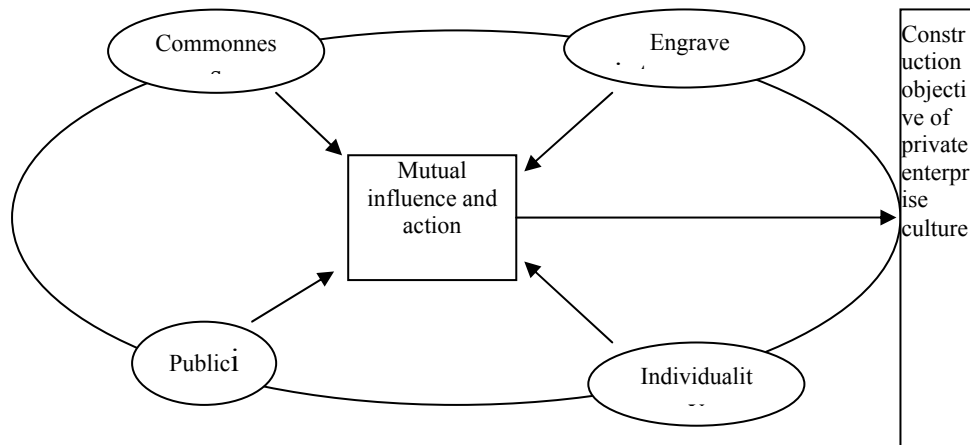 Commonnes
Engrave
Mutual
influence and
action
Publici
Individualit
Constr
uction
objecti
ve of
private
enterpr
ise
culture